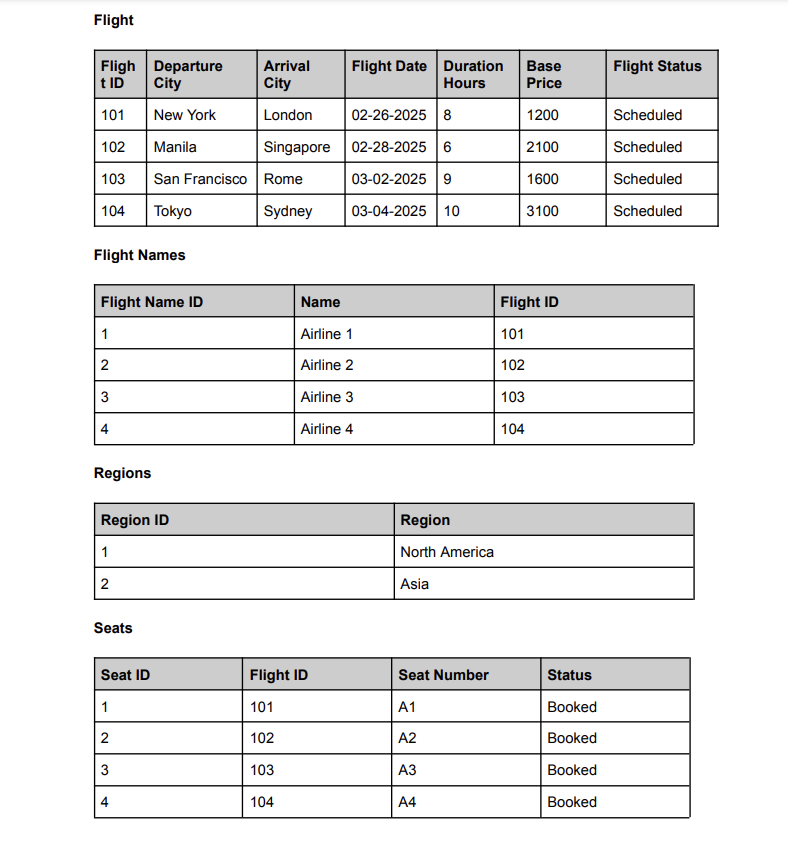 Flight
Fligh t ID Departure City Arrival City Flight Date Duration Hours Base Price Flight Status
101 New York London 02-26-2025 8 1200 Scheduled
102 Manila Singapore 02-28-2025 6 2100 Scheduled
103 San Francisco Rome 03-02-2025 9 1600 Scheduled
104 Tokyo Sydney 03-04-2025 10 3100 Scheduled
Flight Names
Flight Name ID Name Flight ID
1 Airline 1 101
2 Airline 2 102
3 Airline 3 103
4 Airline 4 104
Regions
Region ID Region
1 North America
2 Asia
Seats
Seat ID Flight ID Seat Number Status
1 101 A1 Booked
2 102 A2 Booked
3 103 A3 Booked
4 104 A4 Booked